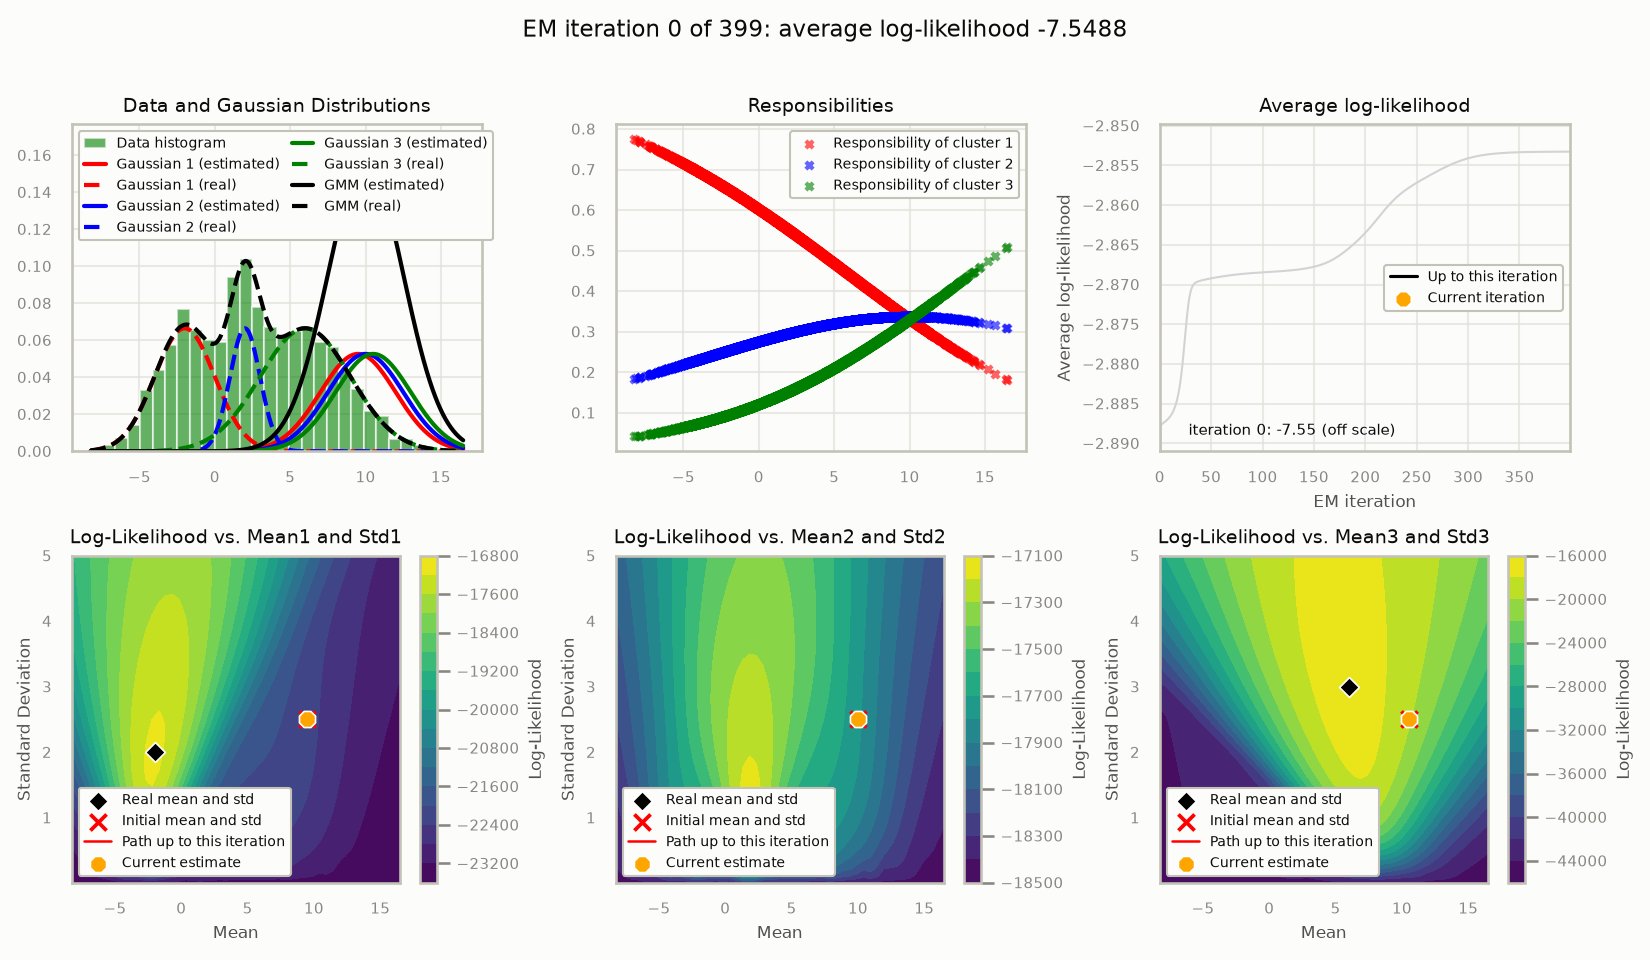 EM iteration 0 of 399: average log-likelihood -7.5488
Data and Gaussian Distributions
Data histogram
Gaussian 1 (estimated)
Gaussian 1 (real)
Gaussian 2 (estimated)
Gaussian 2 (real)
Gaussian 3 (estimated)
Gaussian 3 (real)
GMM (estimated)
GMM (real)
0.16
0.14
0.12
0.10
0.08
0.06
0.04
0.02
0.00
−5 0 5 10 15
Responsibilities
Responsibility of cluster 1
Responsibility of cluster 2
Responsibility of cluster 3
0.8
0.7
0.6
0.5
0.4
0.3
0.2
0.1
−5 0 5 10 15
Average log-likelihood
Average log-likelihood
−2.850
−2.855
−2.860
−2.865
−2.870
−2.875
−2.880
−2.885
−2.890
Up to this iteration
Current iteration
iteration 0: -7.55 (off scale)
0 50 100 150 200 250 300 350
EM iteration
Log-Likelihood vs. Mean1 and Std1
Standard Deviation
5
4
3
2
1
Real mean and std
Initial mean and std
Path up to this iteration
Current estimate
−5 0 5 10 15
Mean
−16800
−17600
−18400
−19200
−20000
−20800
−21600
−22400
−23200
Log-Likelihood
Log-Likelihood vs. Mean2 and Std2
Standard Deviation
5
4
3
2
1
Real mean and std
Initial mean and std
Path up to this iteration
Current estimate
−5 0 5 10 15
Mean
−17100
−17300
−17500
−17700
−17900
−18100
−18300
−18500
Log-Likelihood
Log-Likelihood vs. Mean3 and Std3
Standard Deviation
5
4
3
2
1
Real mean and std
Initial mean and std
Path up to this iteration
Current estimate
−5 0 5 10 15
Mean
−16000
−20000
−24000
−28000
−32000
−36000
−40000
−44000
Log-Likelihood